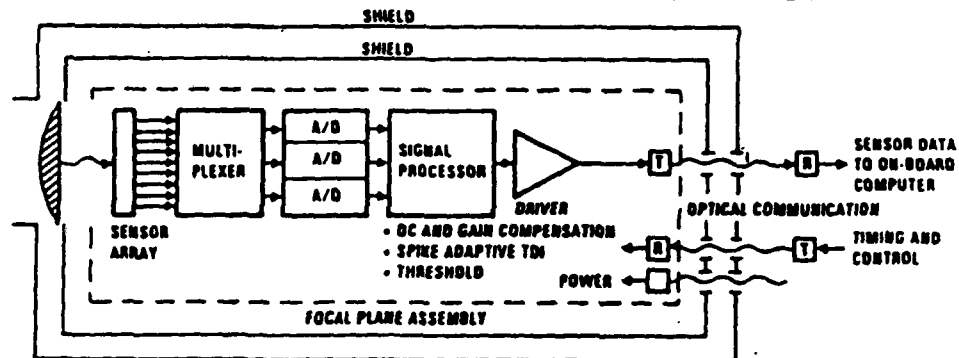 SHIELD
SHIELD
SENSOR ARRAY
MULTI-
PLEXER
A/D
A/D
A/D
SIGNAL
PROCESSOR
DRIVER
T
R
SENSOR DATA
TO ON-BOARD
COMPUTER
OPTICAL COMMUNICATION
• DC AND GAIN COMPENSATION
• SPIKE ADAPTIVE TDI
• THRESHOLD
R
T
TIMING AND
CONTROL
POWER
FOCAL PLANE ASSEMBLY